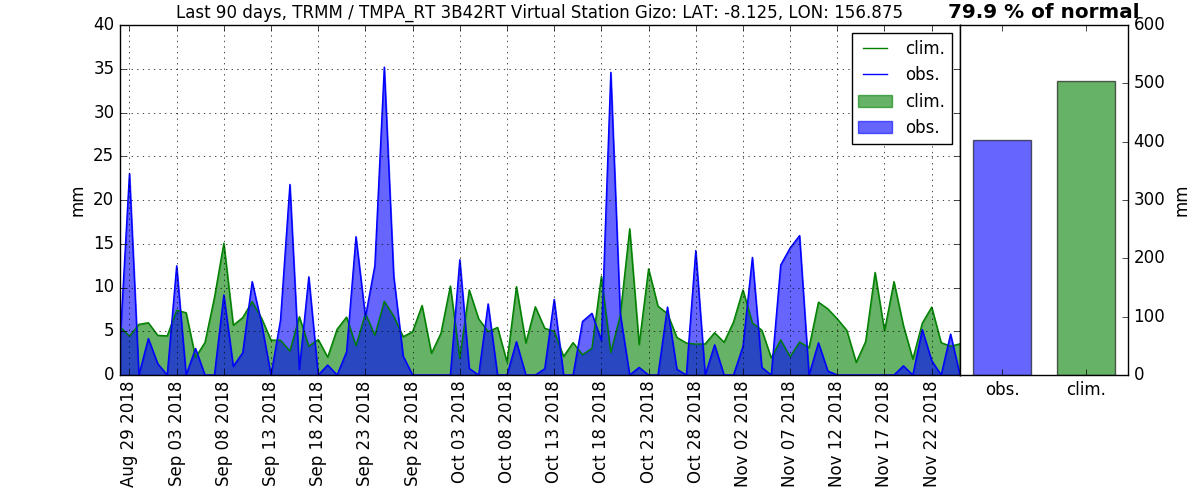 Last 90 days, TRMM / TMPA_RT 3B42RT Virtual Station Gizo: LAT: -8.125, LON: 156.875
79.9 % of normal
40
35
30
25
20
15
10
5
0
mm
clim.
obs.
clim.
obs.
600
500
400
300
200
100
0
mm
obs.
clim.
Aug 29 2018
Sep 03 2018
Sep 08 2018
Sep 13 2018
Sep 18 2018
Sep 23 2018
Sep 28 2018
Oct 03 2018
Oct 08 2018
Oct 13 2018
Oct 18 2018
Oct 23 2018
Oct 28 2018
Nov 02 2018
Nov 07 2018
Nov 12 2018
Nov 17 2018
Nov 22 2018